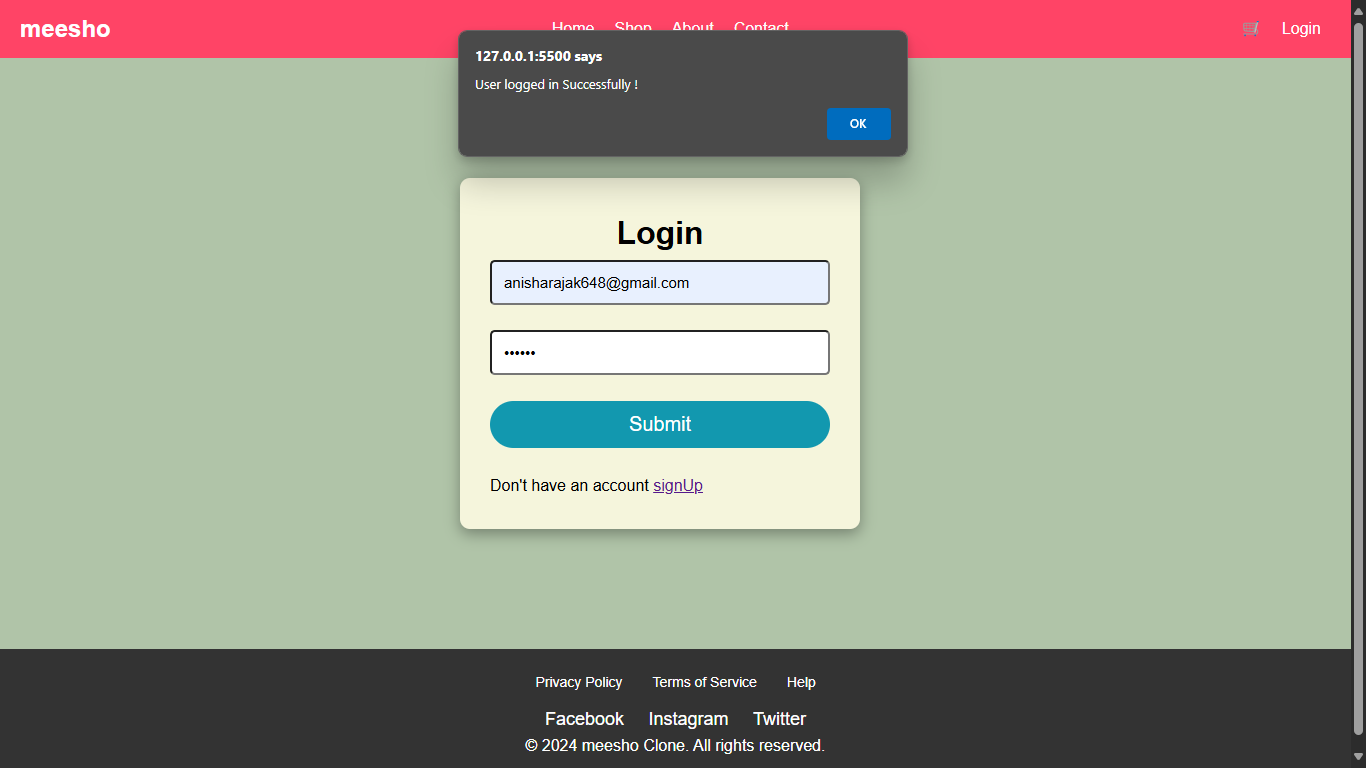 meesho
Home Shop About Contact
🛒 Login
127.0.0.1:5500 says
User logged in Successfully !
OK
Login
anisharajak648@gmail.com
••••••
Submit
Don't have an account signUp
Privacy Policy Terms of Service Help
Facebook Instagram Twitter
© 2024 meesho Clone. All rights reserved.